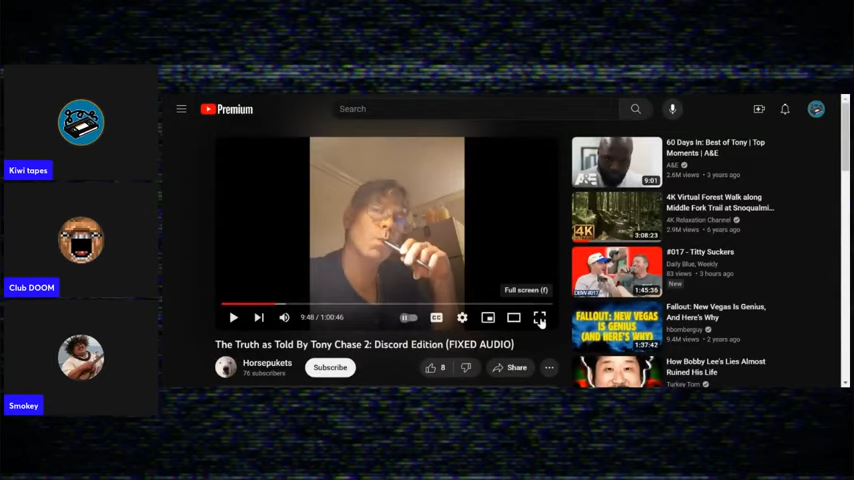 Kiwi tapes
Club DOOM
Smokey
Premium
Search
Full screen (f)
9:48 / 1:00:46
CC
The Truth as Told By Tony Chase 2: Discord Edition (FIXED AUDIO)
Horsepukets
76 subscribers
Subscribe
8
Share
A&E
9:01
60 Days In: Best of Tony | Top
Moments | A&E
A&E
2.6M views • 3 years ago
4K
3:08:23
4K Virtual Forest Walk along
Middle Fork Trail at Snoqualmi...
4K Relaxation Channel
2.9M views • 6 years ago
DBW #017
1:45:36
#017 - Titty Suckers
Daily Blue, Weekly
83 views • 3 hours ago
New
FALLOUT: NEW VEGAS
IS GENIUS
(AND HERE'S WHY)
1:37:42
Fallout: New Vegas Is Genius,
And Here's Why
hbomberguy
9.4M views • 2 years ago
How Bobby Lee's Lies Almost
Ruined His Life
Turkey Tom